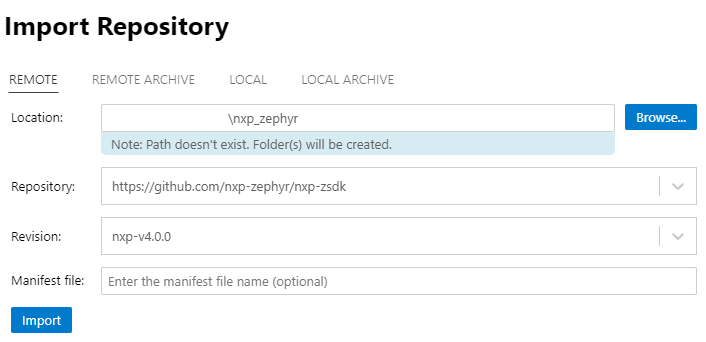 Import Repository
REMOTE REMOTE ARCHIVE LOCAL LOCAL ARCHIVE
Location: \nxp_zephyr Browse...
Note: Path doesn't exist. Folder(s) will be created.
Repository: https://github.com/nxp-zephyr/nxp-zsdk
Revision: nxp-v4.0.0
Manifest file: Enter the manifest file name (optional)
Import